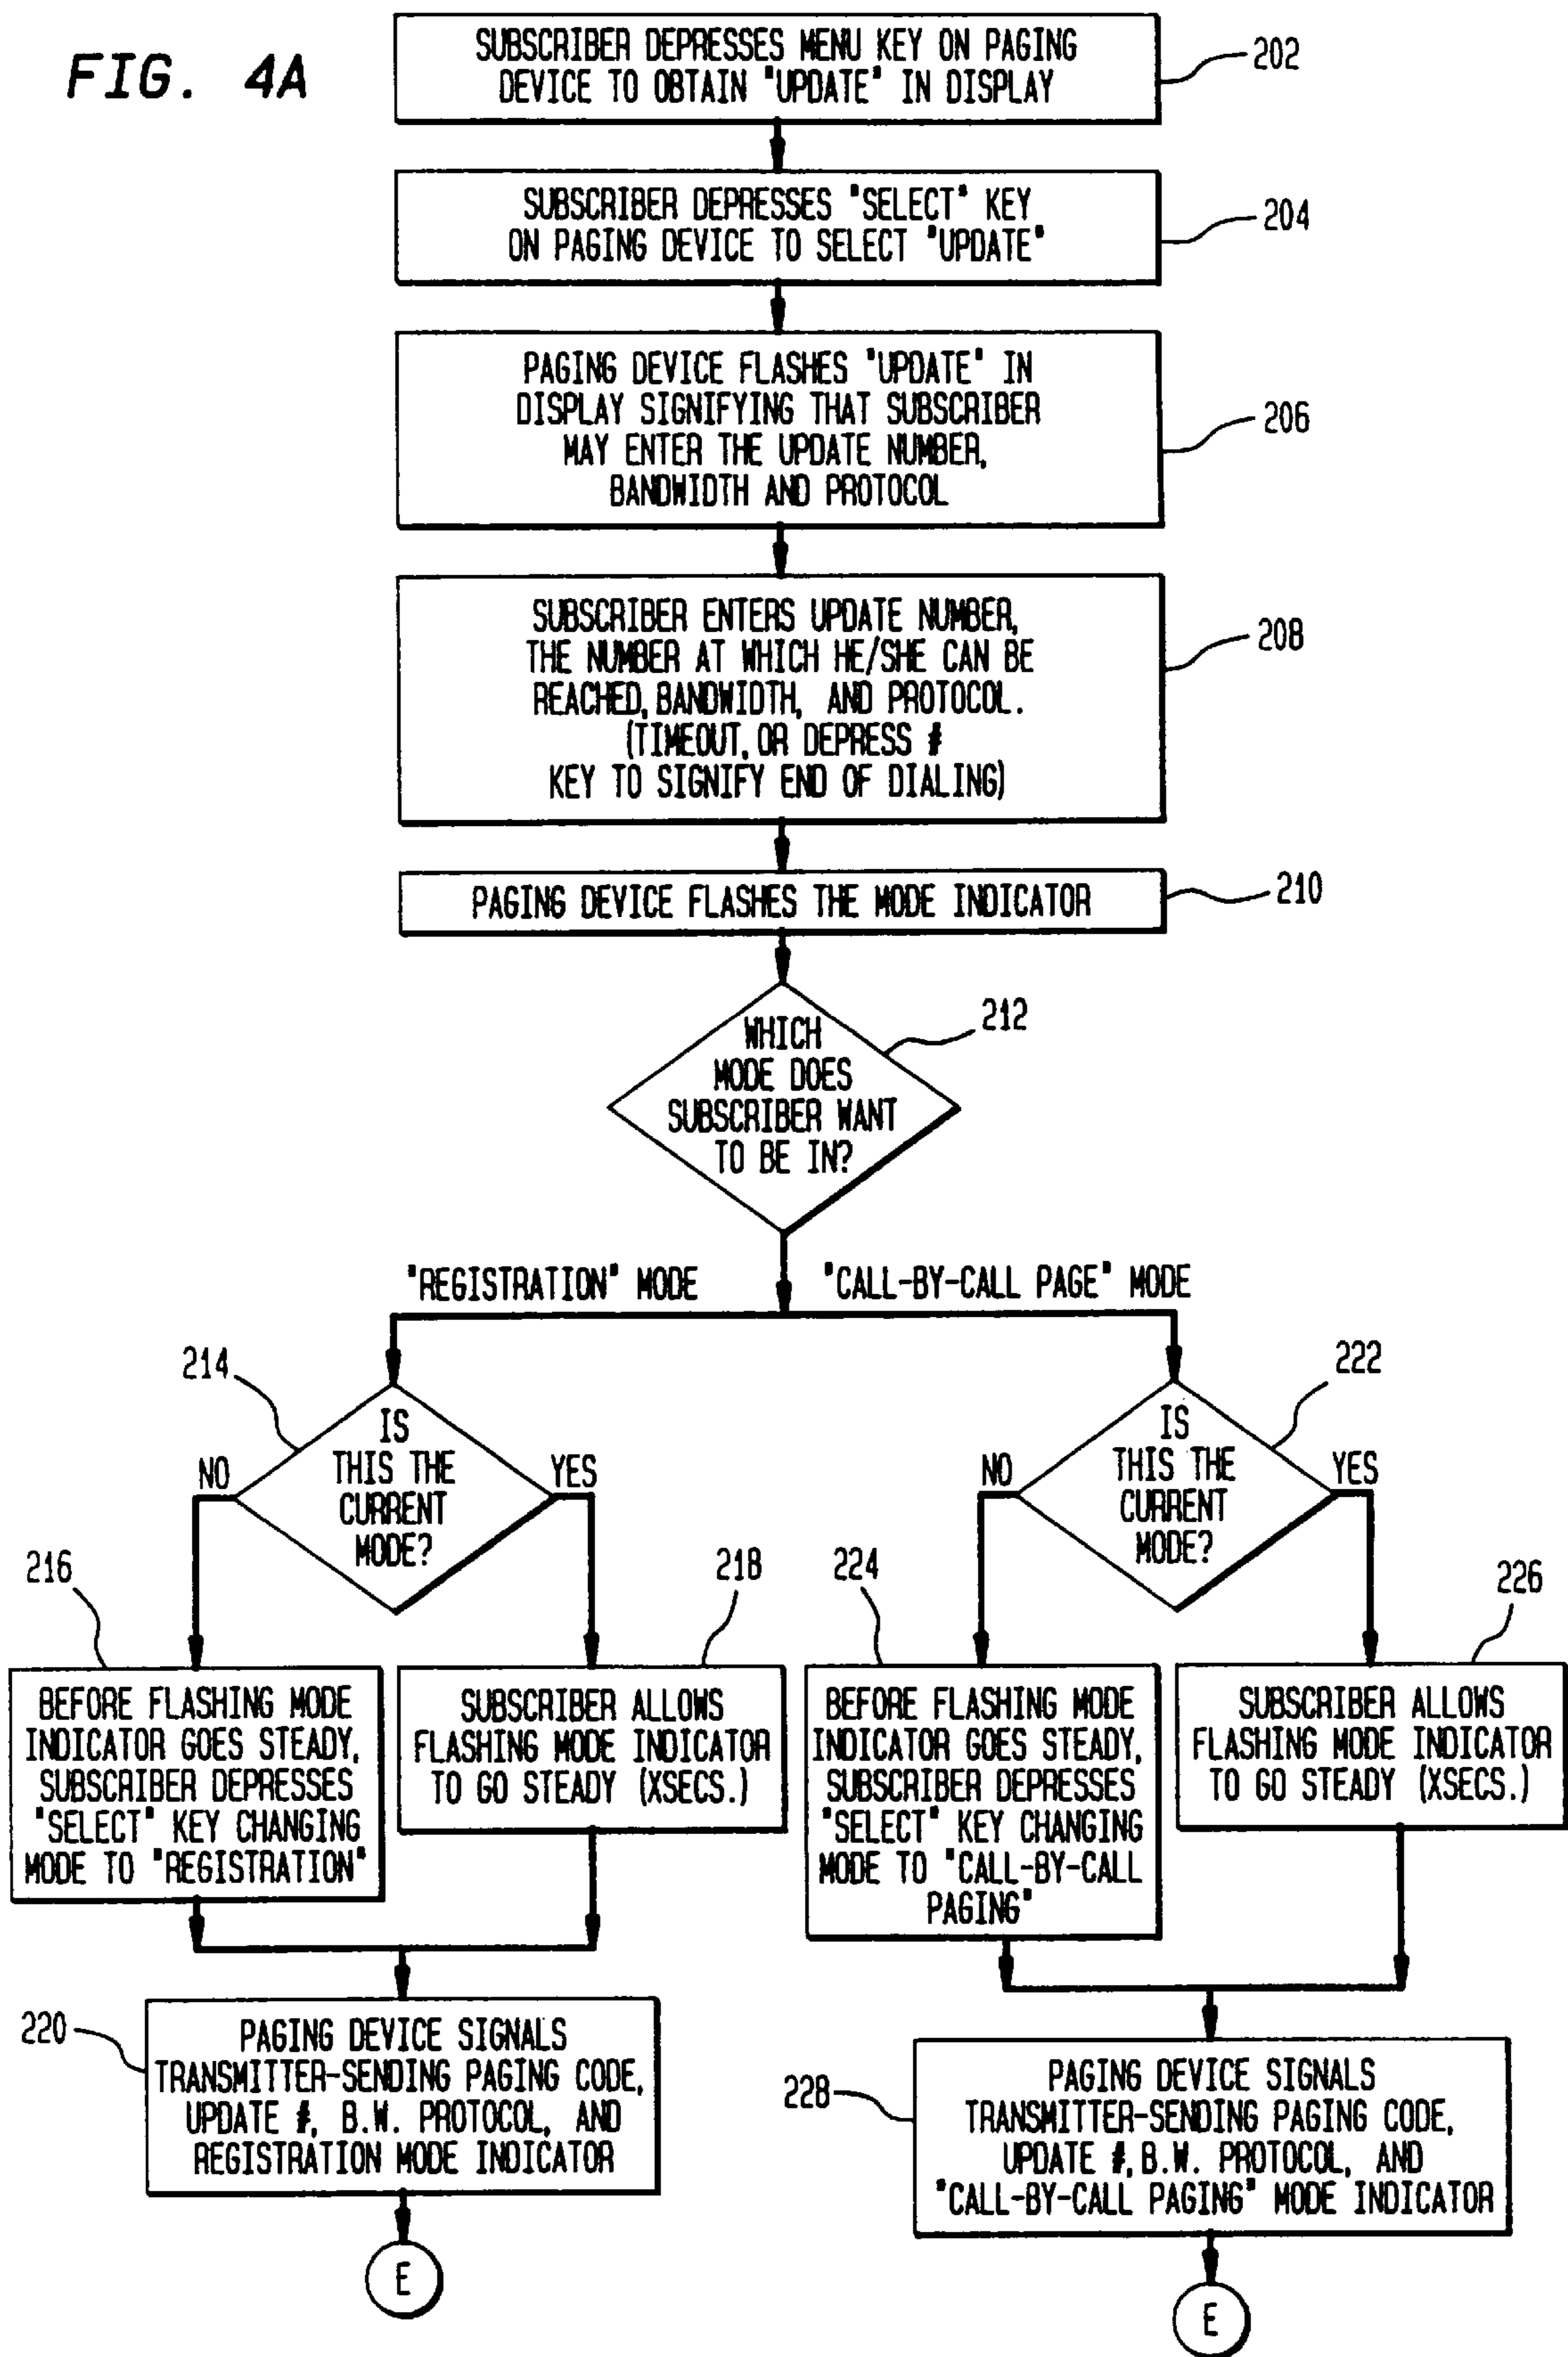 FIG. 4A
SUBSCRIBER DEPRESSES MENU KEY ON PAGING
DEVICE TO OBTAIN "UPDATE" IN DISPLAY
202
SUBSCRIBER DEPRESSES "SELECT" KEY
ON PAGING DEVICE TO SELECT "UPDATE"
204
PAGING DEVICE FLASHES "UPDATE" IN
DISPLAY SIGNIFYING THAT SUBSCRIBER
MAY ENTER THE UPDATE NUMBER,
BANDWIDTH AND PROTOCOL
206
SUBSCRIBER ENTERS UPDATE NUMBER,
THE NUMBER AT WHICH HE/SHE CAN BE
REACHED, BANDWIDTH, AND PROTOCOL.
(TIMEOUT, OR DEPRESS #
KEY TO SIGNIFY END OF DIALING)
208
PAGING DEVICE FLASHES THE MODE INDICATOR
210
WHICH
MODE DOES
SUBSCRIBER WANT
TO BE IN?
212
"REGISTRATION" MODE
"CALL-BY-CALL PAGE" MODE
214
IS
THIS THE
CURRENT
MODE?
NO
YES
222
IS
THIS THE
CURRENT
MODE?
NO
YES
216
BEFORE FLASHING MODE
INDICATOR GOES STEADY,
SUBSCRIBER DEPRESSES
"SELECT" KEY CHANGING
MODE TO "REGISTRATION"
218
SUBSCRIBER ALLOWS
FLASHING MODE INDICATOR
TO GO STEADY (XSECS.)
224
BEFORE FLASHING MODE
INDICATOR GOES STEADY,
SUBSCRIBER DEPRESSES
"SELECT" KEY CHANGING
MODE TO "CALL-BY-CALL
PAGING"
226
SUBSCRIBER ALLOWS
FLASHING MODE INDICATOR
TO GO STEADY (XSECS.)
220
PAGING DEVICE SIGNALS
TRANSMITTER-SENDING PAGING CODE,
UPDATE #, B.W. PROTOCOL, AND
REGISTRATION MODE INDICATOR
E
228
PAGING DEVICE SIGNALS
TRANSMITTER-SENDING PAGING CODE,
UPDATE #, B.W. PROTOCOL, AND
"CALL-BY-CALL PAGING" MODE INDICATOR
E